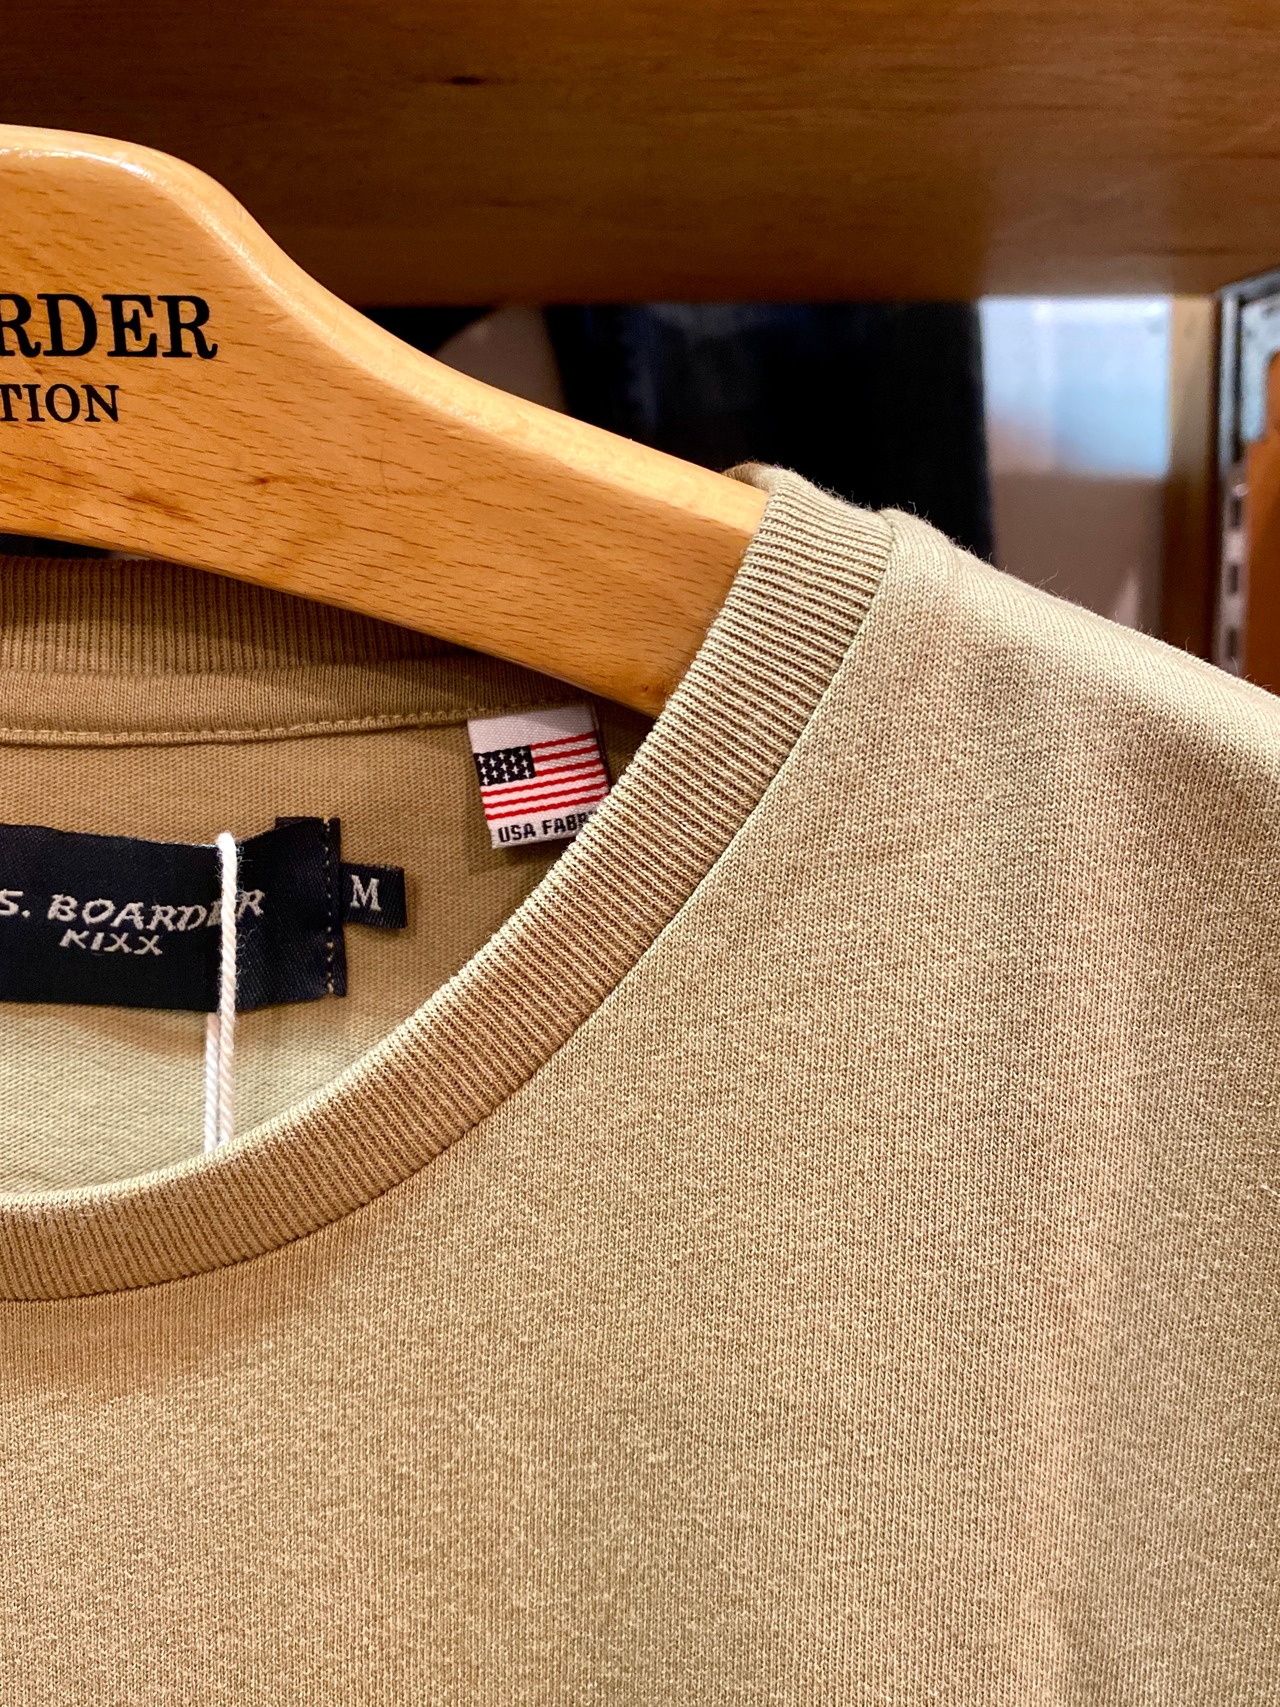 RDER
TION
USA FABR
S. BOARDER
KIXX
M